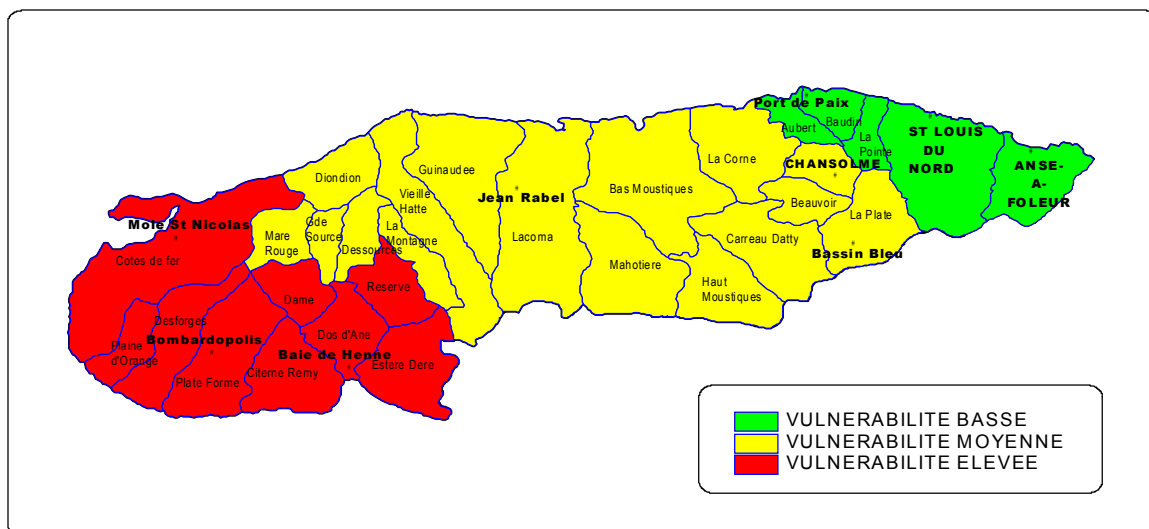 Port de Paix
Aubert
Baudin
La
Pointe
ST LOUIS
DU
NORD
ANSE-
A-
FOLEUR
La Corne
CHANSOLME
Beauvoir
La Plate
Bassin Bleu
Carreau Datty
Haut
Moustiques
Bas Moustiques
Mahotiere
Jean Rabel
Lacoma
Guinaudee
Vieille
Hatte
La
Montagne
Diondion
Gde
Source
Dessources
Mare
Rouge
Mole St Nicolas
Cotes de fer
Reserve
Dame
Desforges
Bombardopolis
Plaine
d'Orange
Plate Forme
Dos d'Ane
Baie de Henne
Citerne Remy
Estere Dere
VULNERABILITE BASSE
VULNERABILITE MOYENNE
VULNERABILITE ELEVEE